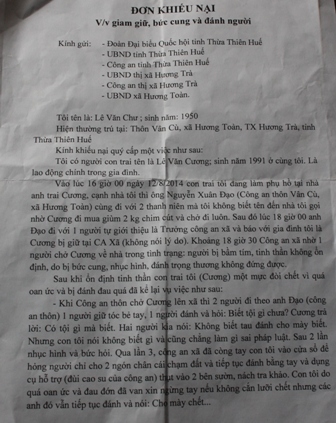 ĐƠN KHIẾU NẠI
V/v giam giữ, bức cung và đánh người
Kính gửi: - Đoàn Đại biểu Quốc hội tỉnh Thừa Thiên Huế
- UBND tỉnh Thừa Thiên Huế
- Công an tỉnh Thừa Thiên Huế
- UBND thị xã Hương Trà
- Công an thị xã Hương Trà
- UBND xã Hương Toàn.
Tôi tên là: Lê Văn Chư ; sinh năm: 1950
Hiện thường trú tại: Thôn Văn Cù, xã Hương Toàn, TX Hương Trà, tỉnh
Thừa Thiên Huế
Kính khiếu nại quý cấp một việc như sau:
Tôi có người con trai tên là Lê Văn Cương; sinh năm 1991 ở cùng tôi. Là
lao động chính trong gia đình.
Vào lúc 16 giờ 00 ngày 12/8/2014 con trai tôi đang làm phụ hồ tại nhà
anh trai Cương, cạnh nhà tôi thì ông Nguyễn Xuân Đạo (Công an thôn Văn Cù,
xã Hương Toàn) cùng đi với 2 thanh niên mà tôi không biết tên đến nhà tôi gọi
nhờ Cương đi mua giùm 2 kg chim cút và chở đi luôn. Sau đó lúc 18 giờ 00 anh
Đạo đi với 1 người tự giới thiệu là Trưởng công an xã và báo với gia đình tôi là
Cương bị giữ tại CA Xã (không nói lý do). Khoảng 18 giờ 30 Công an xã nhờ 1
người chở Cương về nhà trong tình trạng: người bị bầm tím, tinh thần không ổn
định, do bị bức cung, nhục hình, đánh trọng thương không đứng được.
Sau khi ổn định tinh thần con trai tôi (Cương) một mực đòi chết vì quá
oan ức và bị đánh đau quá đã kể lại vụ việc như sau:
- Khi Công an thôn chở Cương lên xã thì 2 người đi theo anh Đạo (công
an thôn) 1 người giữ tóc bẻ tay, 1 người đánh và hỏi: Biết tội gì chưa? Cương trả
lời: Có tội gì mà biết. Hai người kia nói: Không biết tau đánh cho mày biết.
Nhưng con tôi nói không biết gì và cũng chẳng làm gì sai pháp luật. Sau 2 lần
nhục hình và bức hỏi. Qua lần 3, công an xã đã còng tay con tôi vào cửa sổ để
hỏng người chỉ cho 2 ngón chân cái chạm đất và tiếp tục đánh bằng tay và dụng
cụ hỗ trợ (đùi cao su của công an) thụt vào 2 bên sườn, nách tra khảo. Con tôi do
quá oan ức và đau đớn đã van xin ngừng tay nếu không cắn lưỡi chết nhưng các
anh đó vẫn tiếp tục đánh và nói: Cho mày chết...